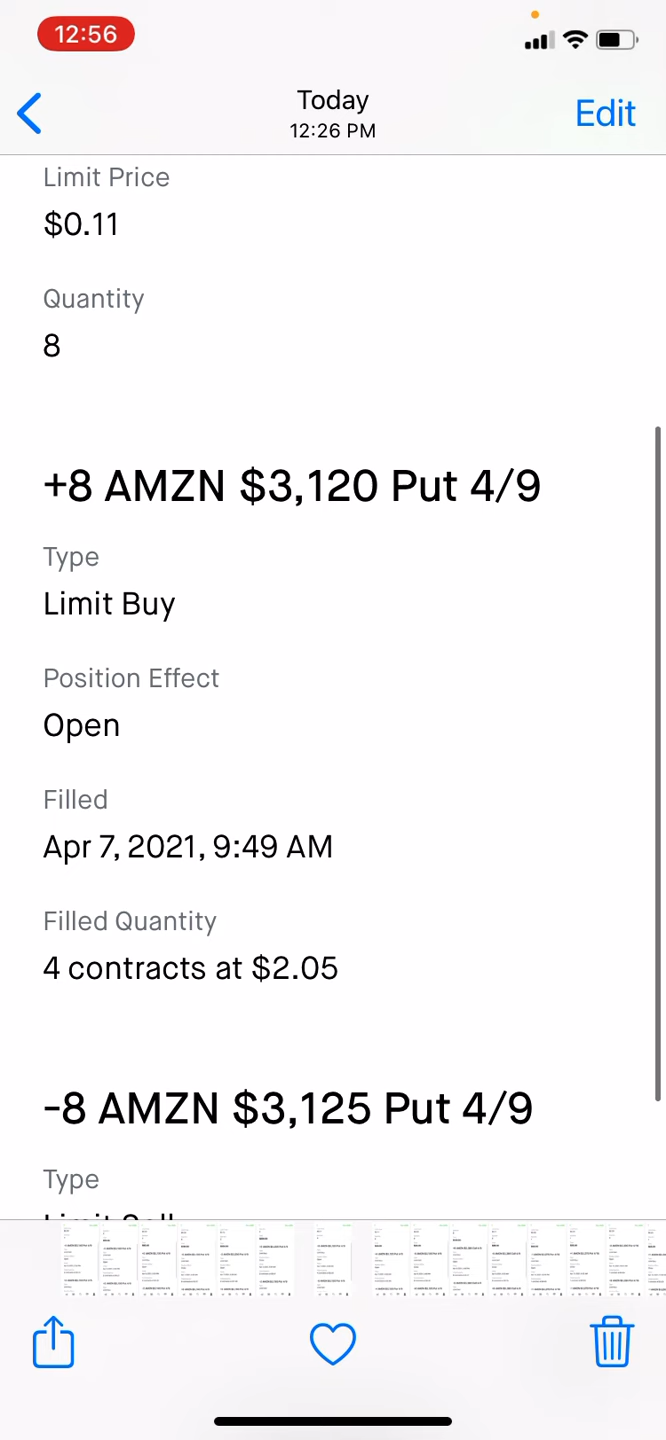 12:56
Today
12:26 PM
Edit
Limit Price
$0.11
Quantity
8
+8 AMZN $3,120 Put 4/9
Type
Limit Buy
Position Effect
Open
Filled
Apr 7, 2021, 9:49 AM
Filled Quantity
4 contracts at $2.05
-8 AMZN $3,125 Put 4/9
Type
Limit Sell